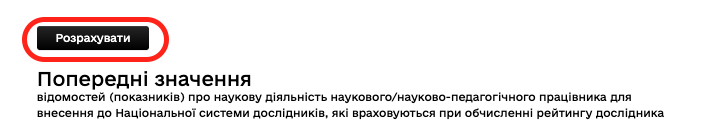 Розрахувати
Попередні значення
відомостей (показників) про наукову діяльність наукового/науково-педагогічного працівника для
внесення до Національної системи дослідників, які враховуються при обчисленні рейтингу дослідника